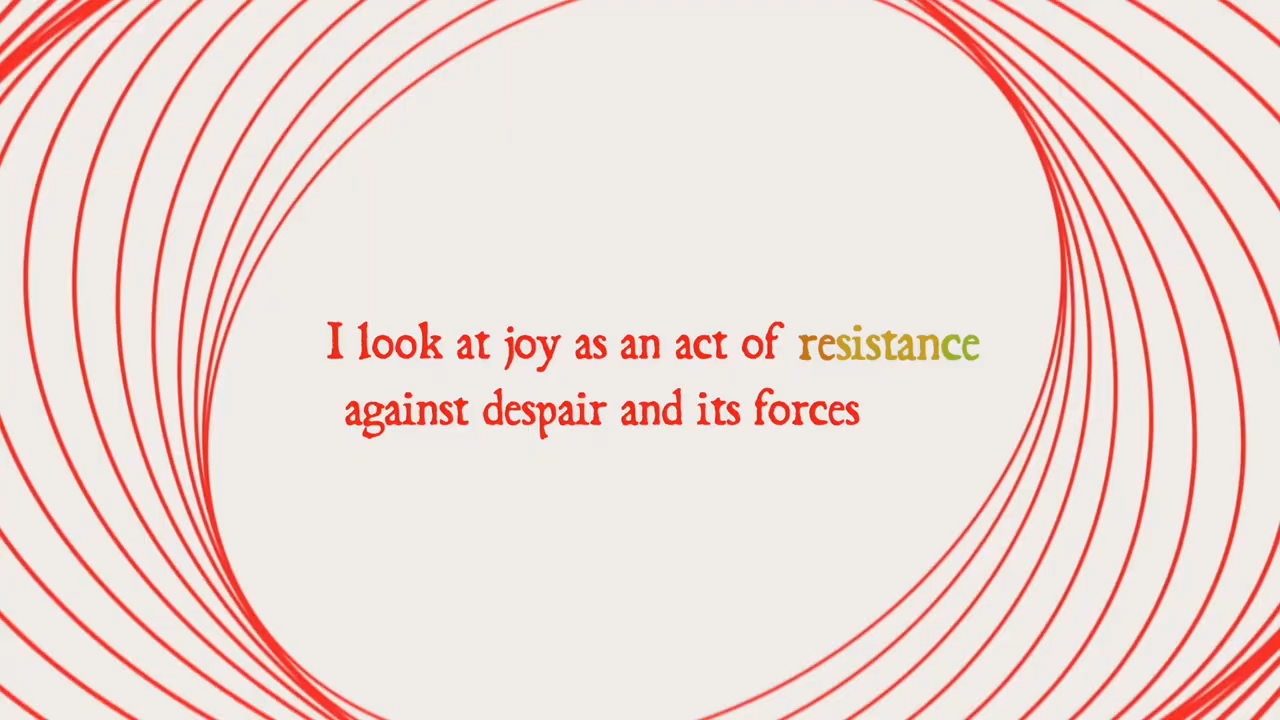 I look at joy as an act of resistance
against despair and its forces